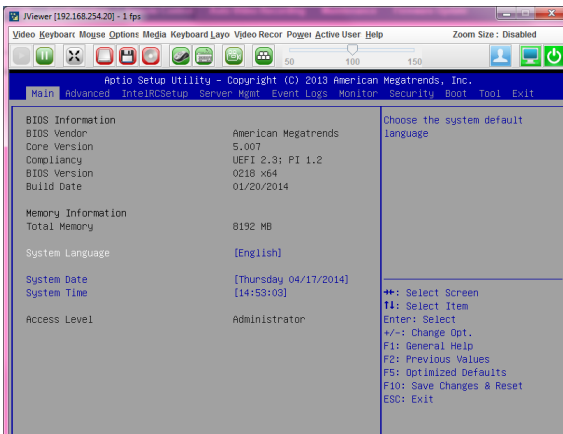 JViewer [192.168.254.20] - 1 fps
Video Keyboard Mouse Options Media Keyboard Layo Video Recor Power Active User Help Zoom Size : Disabled
50 100 150
Aptio Setup Utility – Copyright (C) 2013 American Megatrends, Inc.
Main Advanced IntelRCSetup Server Mgmt Event Logs Monitor Security Boot Tool Exit
BIOS Information
BIOS Vendor American Megatrends
Core Version 5.007
Compliancy UEFI 2.3; PI 1.2
BIOS Version 0218 x64
Build Date 01/20/2014
Memory Information
Total Memory 8192 MB
System Language [English]
System Date [Thursday 04/17/2014]
System Time [14:53:03]
Access Level Administrator
Choose the system default
language
→←: Select Screen
↑↓: Select Item
Enter: Select
+/-: Change Opt.
F1: General Help
F2: Previous Values
F5: Optimized Defaults
F10: Save Changes & Reset
ESC: Exit